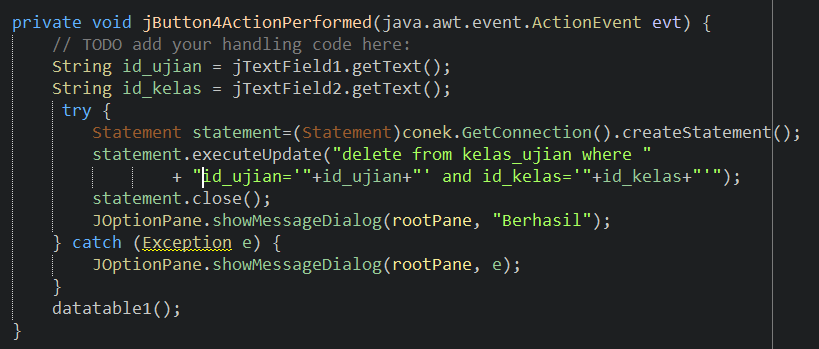 private void jButton4ActionPerformed(java.awt.event.ActionEvent evt) {
// TODO add your handling code here:
String id_ujian = jTextField1.getText();
String id_kelas = jTextField2.getText();
try {
Statement statement=(Statement)conek.GetConnection().createStatement();
statement.executeUpdate("delete from kelas_ujian where "
+ "id_ujian='"+id_ujian+"' and id_kelas='"+id_kelas+"'");
statement.close();
JOptionPane.showMessageDialog(rootPane, "Berhasil");
} catch (Exception e) {
JOptionPane.showMessageDialog(rootPane, e);
}
datatable1();
}